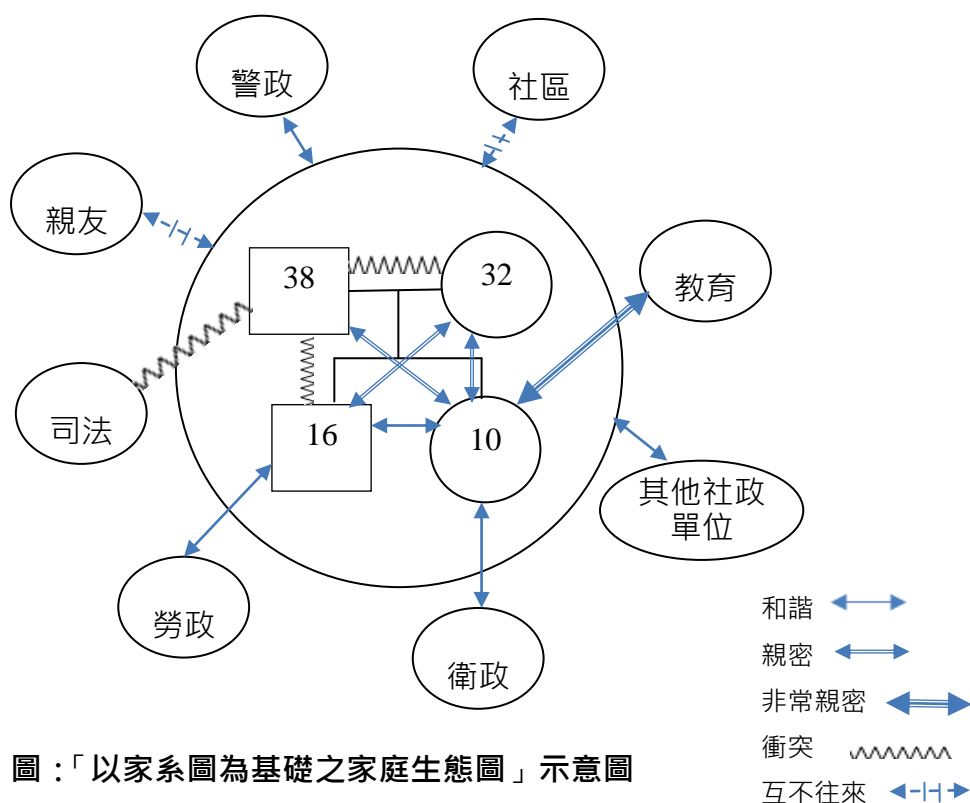 警政
社區
親友
38
32
教育
司法
16
10
其他社政
單位
勞政
衛政
和諧
親密
非常親密
衝突
互不往來
圖：「以家系圖為基礎之家庭生態圖」示意圖